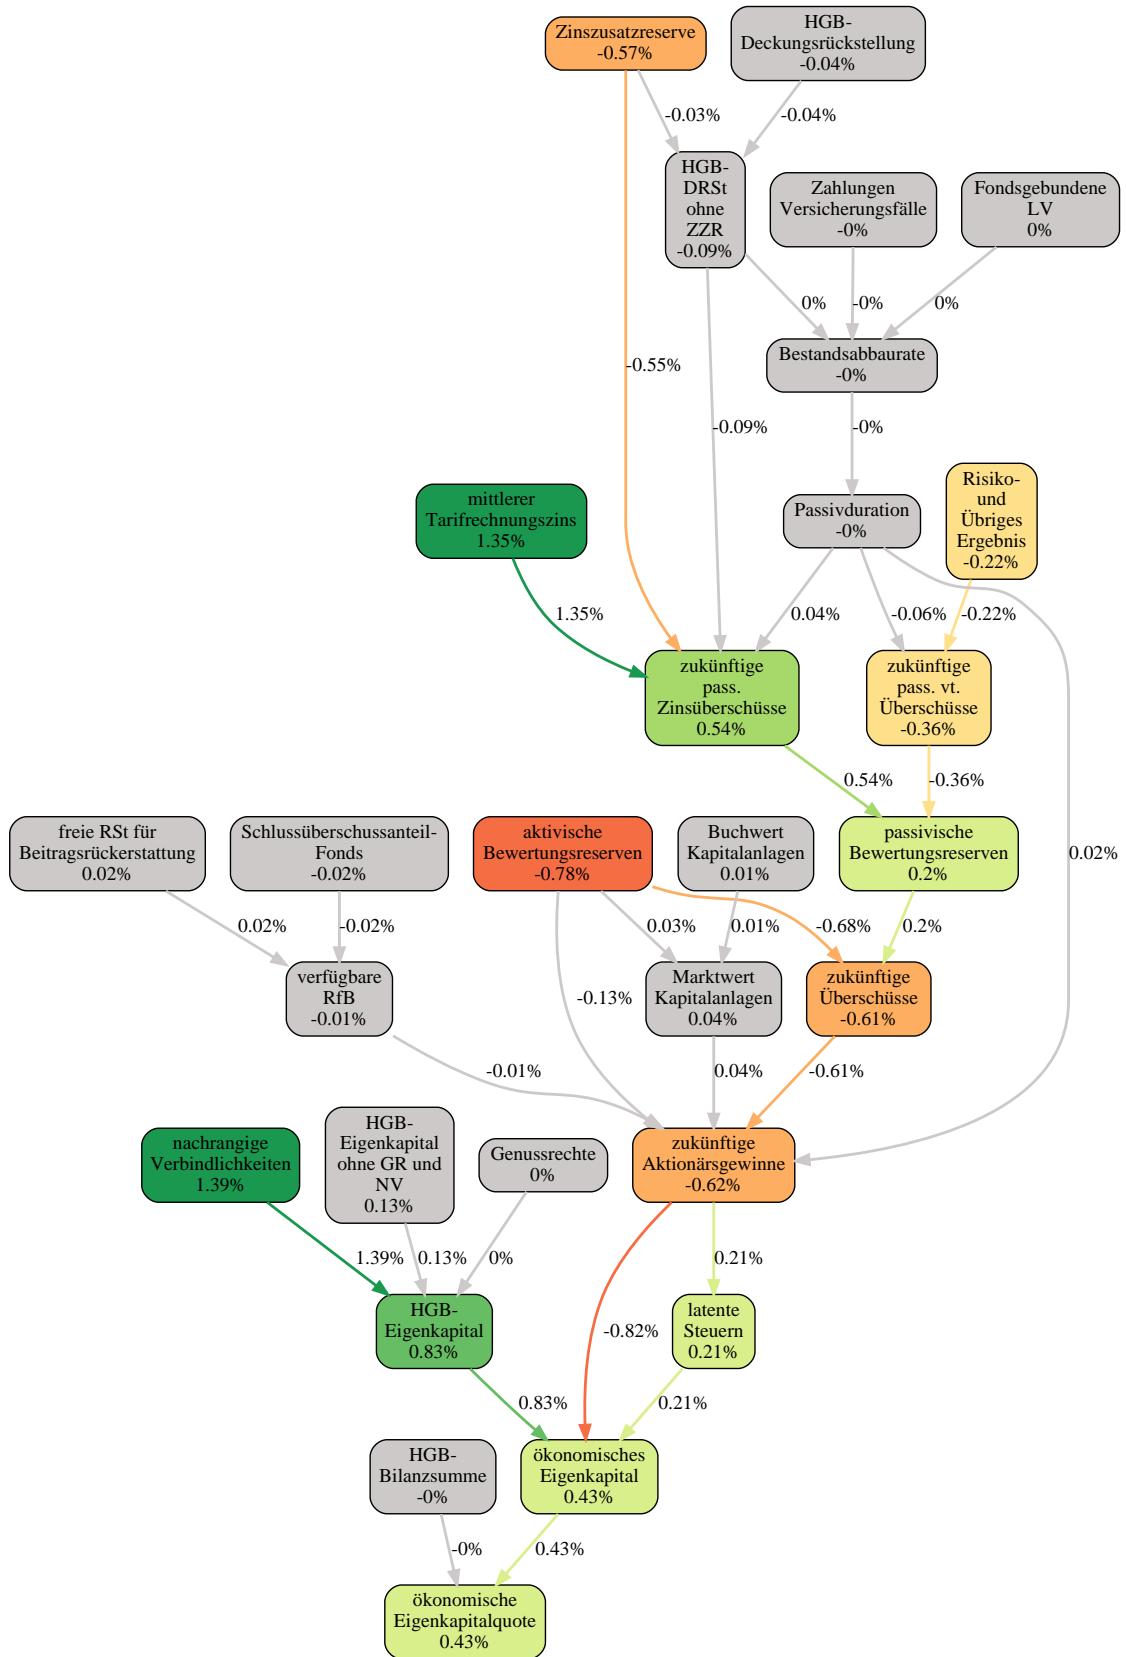 Zinszusatzreserve
-0.57%
HGB-
Deckungsrückstellung
-0.04%
-0.03%
-0.04%
HGB-
DRSt
ohne
ZZR
-0.09%
Zahlungen
Versicherungsfälle
-0%
Fondsgebundene
LV
0%
0%
-0%
0%
Bestandsabbaurate
-0%
-0.55%
-0.09%
-0%
mittlerer
Tarifrechnungszins
1.35%
Passivduration
-0%
Risiko-
und
Übriges
Ergebnis
-0.22%
1.35%
0.04%
-0.06%
-0.22%
zukünftige
pass.
Zinsüberschüsse
0.54%
zukünftige
pass. vt.
Überschüsse
-0.36%
0.54%
-0.36%
freie RSt für
Beitragsrückerstattung
0.02%
Schlussüberschussanteil-
Fonds
-0.02%
aktivische
Bewertungsreserven
-0.78%
Buchwert
Kapitalanlagen
0.01%
passivische
Bewertungsreserven
0.2%
0.02%
0.02%
-0.02%
0.03%
0.01%
-0.68%
0.2%
verfügbare
RfB
-0.01%
-0.13%
Marktwert
Kapitalanlagen
0.04%
zukünftige
Überschüsse
-0.61%
-0.01%
0.04%
-0.61%
nachrangige
Verbindlichkeiten
1.39%
HGB-
Eigenkapital
ohne GR und
NV
0.13%
Genussrechte
0%
zukünftige
Aktionärsgewinne
-0.62%
1.39%
0.13%
0%
0.21%
HGB-
Eigenkapital
0.83%
-0.82%
latente
Steuern
0.21%
0.83%
0.21%
HGB-
Bilanzsumme
-0%
ökonomisches
Eigenkapital
0.43%
-0%
0.43%
ökonomische
Eigenkapitalquote
0.43%